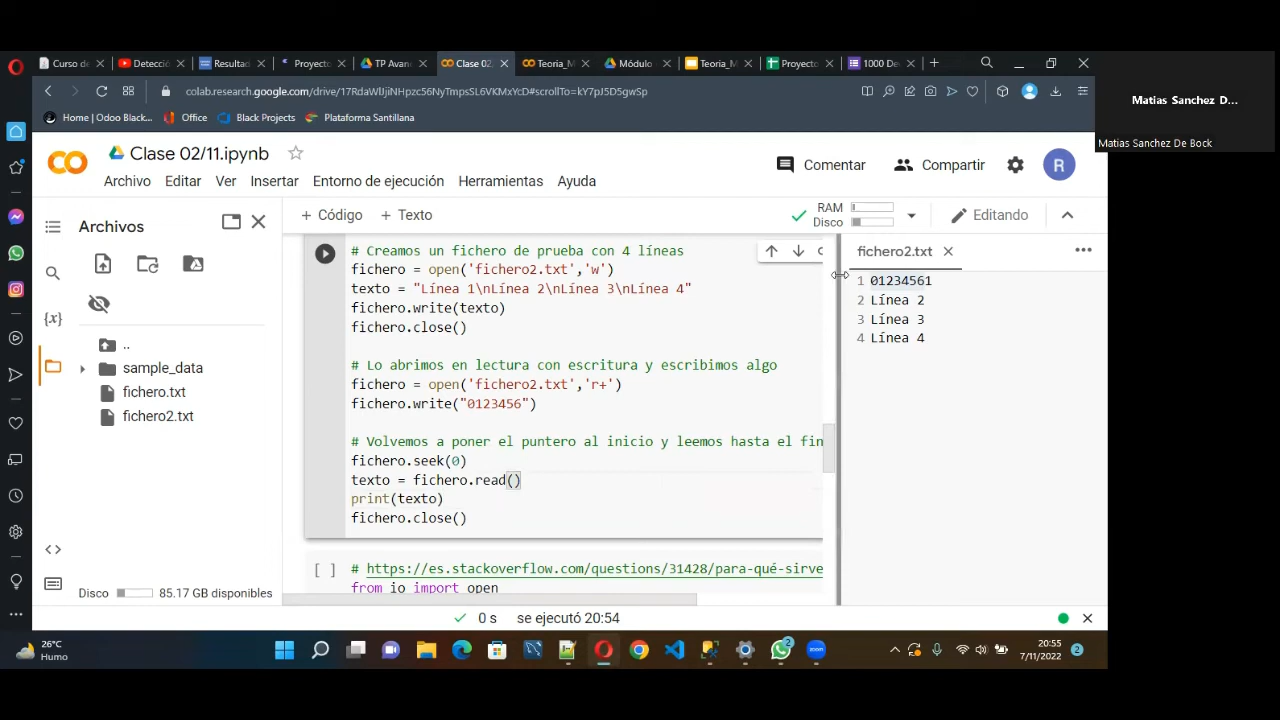 Curso de
Detecci
Resultad
Proyecto
TP Avan
Clase 02
Teoria_M
Módulo
Teoria_M
Proyecto
1000 De
colab.research.google.com/drive/17RdaWlJjiNHpzc56NyTmpsSL6VKMxYcD#scrollTo=kY7pJ5D5gwSp
Home | Odoo Black...
Office
Black Projects
Plataforma Santillana
Matias Sanchez D...
Matias Sanchez De Bock
Clase 02/11.ipynb
Comentar
Compartir
R
Archivo Editar Ver Insertar Entorno de ejecución Herramientas Ayuda
Archivos
+ Código + Texto
RAM
Disco
Editando
{x}
..
sample_data
fichero.txt
fichero2.txt
<>
Disco 85.17 GB disponibles
# Creamos un fichero de prueba con 4 líneas
fichero = open('fichero2.txt','w')
texto = "Línea 1\nLínea 2\nLínea 3\nLínea 4"
fichero.write(texto)
fichero.close()
# Lo abrimos en lectura con escritura y escribimos algo
fichero = open('fichero2.txt','r+')
fichero.write("0123456")
# Volvemos a poner el puntero al inicio y leemos hasta el fin
fichero.seek(0)
texto = fichero.read()
print(texto)
fichero.close()
[ ] # https://es.stackoverflow.com/questions/31428/para-qué-sirve
from io import open
fichero2.txt
1 01234561
2 Línea 2
3 Línea 3
4 Línea 4
0 s se ejecutó 20:54
26°C
Humo
2
zoom
20:55
7/11/2022
2